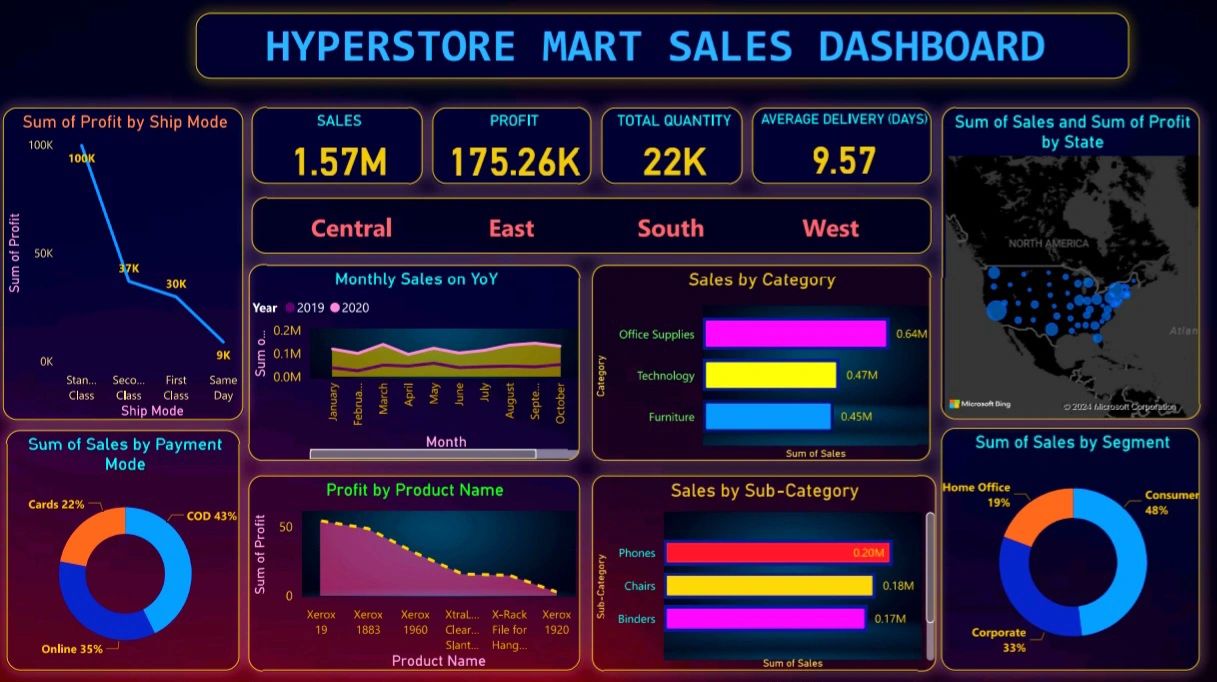 HYPERSTORE MART SALES DASHBOARD
Sum of Profit by Ship Mode
100K
50K
0K
Sum of Profit
100K
37K
30K
9K
Stan... Seco... First Same
Class Class Class Day
Ship Mode
SALES
1.57M
PROFIT
175.26K
TOTAL QUANTITY
22K
AVERAGE DELIVERY (DAYS)
9.57
Central East South West
Sum of Sales and Sum of Profit
by State
NORTH AMERICA
Atlan
Microsoft Bing
© 2024 Microsoft Corporation
Monthly Sales on YoY
Year 2019 2020
Sum o...
0.2M
0.1M
0.0M
January
Februa...
March
April
May
June
July
August
Septe...
October
Month
Sales by Category
Category
Office Supplies 0.64M
Technology 0.47M
Furniture 0.45M
Sum of Sales
Sum of Sales by Payment
Mode
Cards 22%
COD 43%
Online 35%
Profit by Product Name
Sum of Profit
50
0
Xerox
19
Xerox
1883
Xerox
1960
XtraL...
Clear...
Slant...
X-Rack
File for
Hang...
Xerox
1920
Product Name
Sales by Sub-Category
Sub-Category
Phones 0.20M
Chairs 0.18M
Binders 0.17M
Sum of Sales
Sum of Sales by Segment
Home Office
19%
Consumer
48%
Corporate
33%